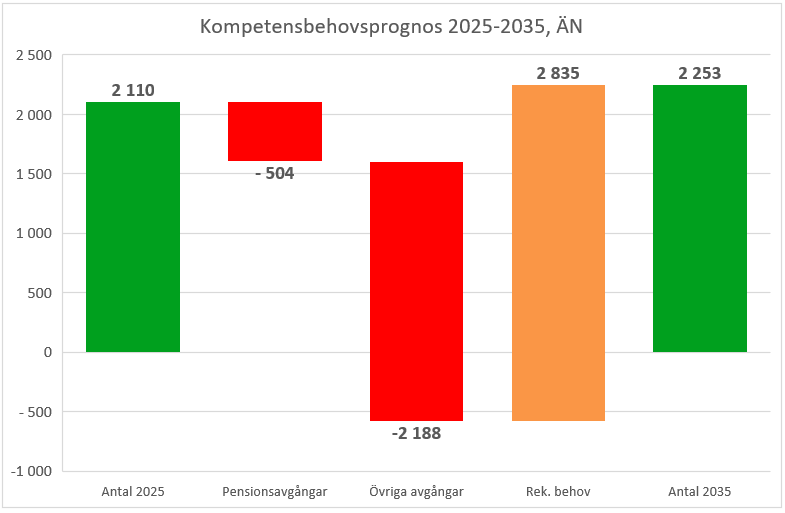 Kompetensbehovsprognos 2025-2035, ÄN
2 500
2 000
1 500
1 000
500
0
- 500
-1 000
2 110
- 504
-2 188
2 835
2 253
Antal 2025
Pensionsavgångar
Övriga avgångar
Rek. behov
Antal 2035